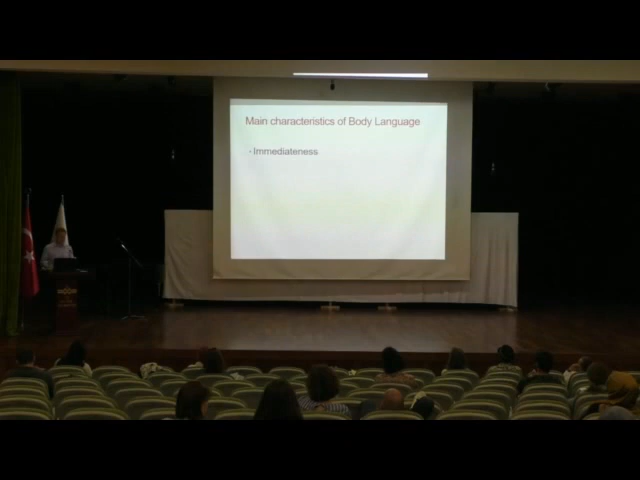 Main characteristics of Body Language
- Immediateness